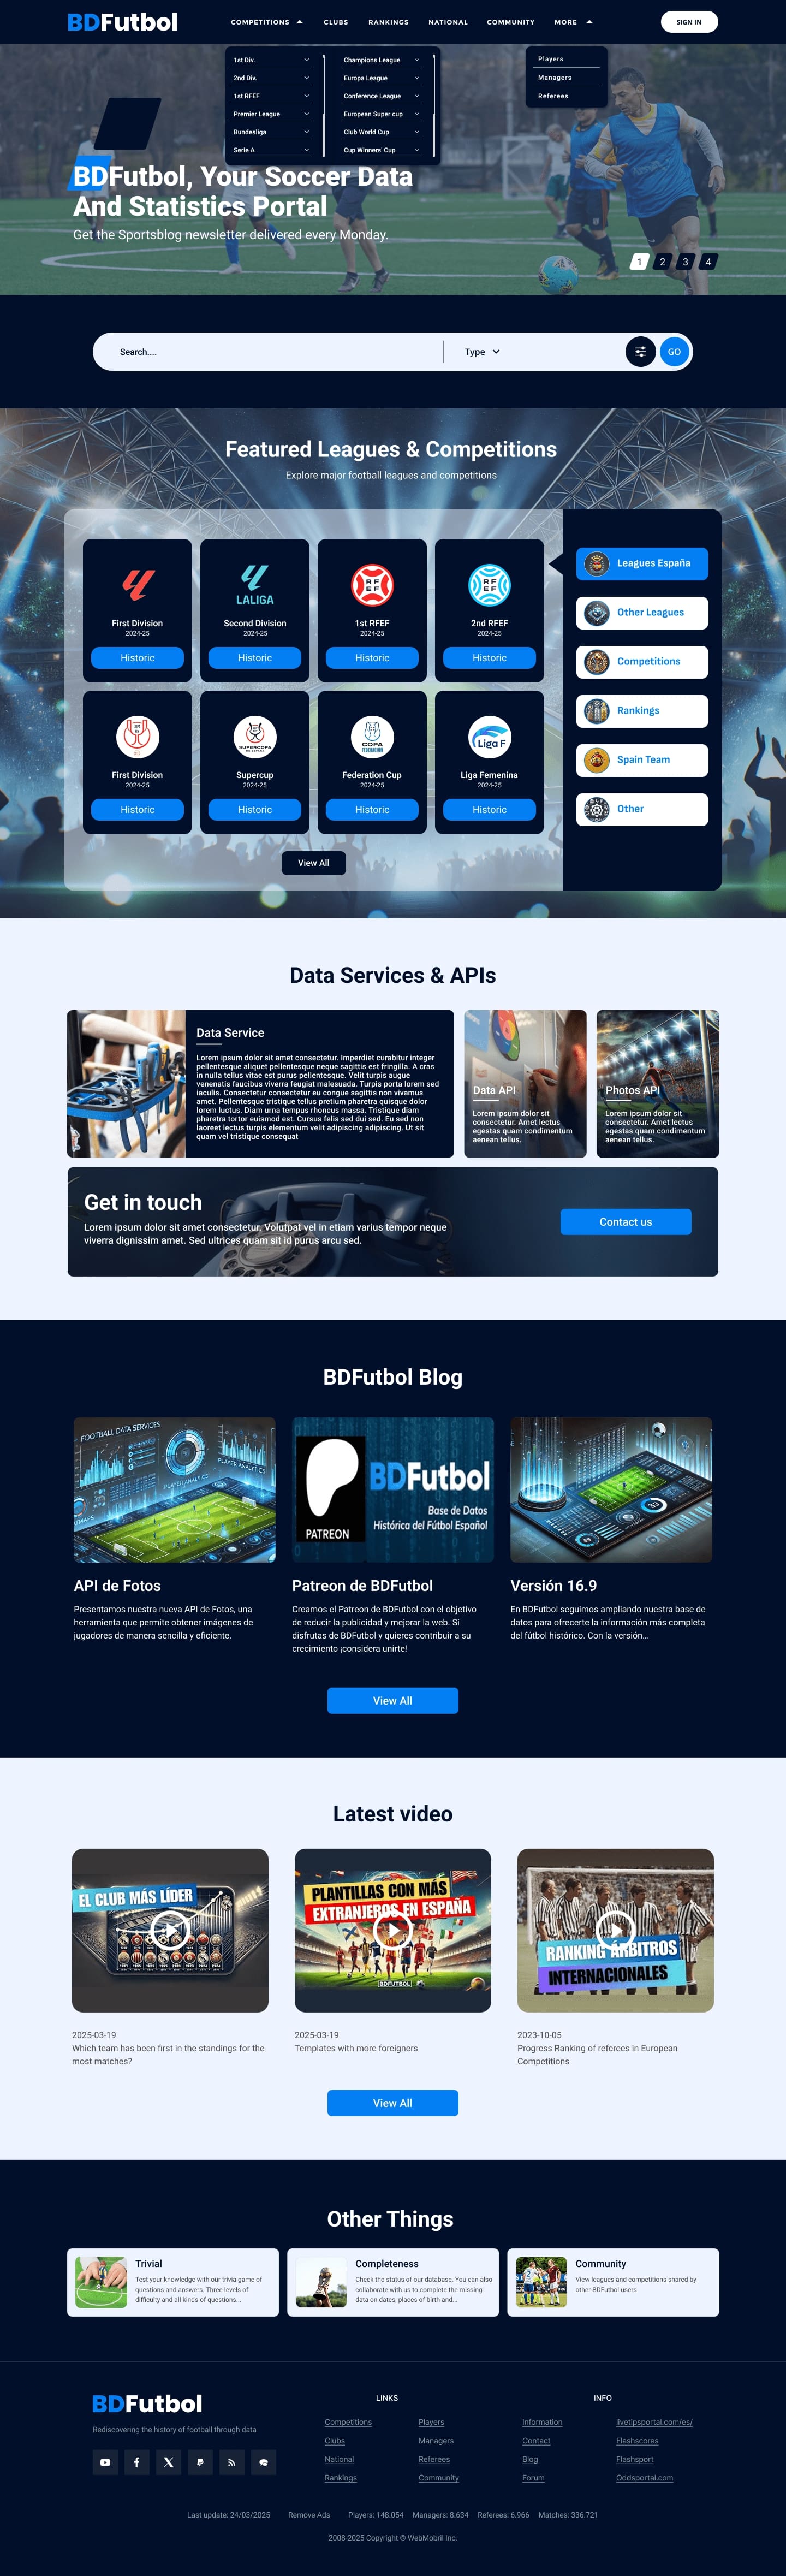 BDFutbol
COMPETITIONS CLUBS RANKINGS NATIONAL COMMUNITY MORE
SIGN IN
1st Div.
2nd Div.
1st RFEF
Premier League
Bundesliga
Serie A
Champions League
Europa League
Conference League
European Super cup
Club World Cup
Cup Winners' Cup
Players
Managers
Referees
BDFutbol, Your Soccer Data
And Statistics Portal
Get the Sportsblog newsletter delivered every Monday.
1 2 3 4
Search....
Type
GO
Featured Leagues & Competitions
Explore major football leagues and competitions
First Division
2024-25
Historic
LALIGA
Second Division
2024-25
Historic
RF
EF
1st RFEF
2024-25
Historic
RF
EF
2nd RFEF
2024-25
Historic
First Division
2024-25
Historic
SUPERCOPA
Supercup
2024-25
Historic
COPA
FEDERACIÓN
Federation Cup
2024-25
Historic
Liga F
Liga Femenina
2024-25
Historic
View All
Leagues España
Other Leagues
Competitions
Rankings
Spain Team
Other
Data Services & APIs
Data Service
Lorem ipsum dolor sit amet consectetur. Imperdiet curabitur integer
pellentesque aliquet pellentesque neque sagittis est fringilla. A cras
in nulla tellus vitae est purus pellentesque. Velit turpis augue
venenatis faucibus viverra feugiat malesuada. Turpis porta lorem sed
iaculis. Consectetur consectetur eu congue sagittis non vivamus
amet. Pellentesque tristique tellus pretium pharetra quisque dolor
lorem luctus. Diam urna tempus rhoncus massa. Tristique diam
pharetra tortor euismod est. Cursus felis sed dui sed. Eu sed non
laoreet lectus turpis elementum velit adipiscing adipiscing. Ut sit
quam vel tristique consequat
Data API
Lorem ipsum dolor sit
consectetur. Amet lectus
egestas quam condimentum
aenean tellus.
Photos API
Lorem ipsum dolor sit
consectetur. Amet lectus
egestas quam condimentum
aenean tellus.
Get in touch
Lorem ipsum dolor sit amet consectetur. Volutpat vel in etiam varius tempor neque
viverra dignissim amet. Sed ultrices quam sit id purus arcu sed.
Contact us
BDFutbol Blog
FOOTBALL DATA SERVICES
PLAYER ANALYTICS
PLAYER ANALYTICS
API de Fotos
Presentamos nuestra nueva API de Fotos, una
herramienta que permite obtener imágenes de
jugadores de manera sencilla y eficiente.
PATREON
BDFutbol
Base de Datos
Histórica del Fútbol Español
Patreon de BDFutbol
Creamos el Patreon de BDFutbol con el objetivo
de reducir la publicidad y mejorar la web. Si
disfrutas de BDFutbol y quieres contribuir a su
crecimiento ¡considera unirte!
Versión 16.9
En BDFutbol seguimos ampliando nuestra base de
datos para ofrecerte la información más completa
del fútbol histórico. Con la versión...
View All
Latest video
EL CLUB MÁS LÍDER
2025-03-19
Which team has been first in the standings for the
most matches?
PLANTILLAS CON MÁS
EXTRANJEROS EN ESPAÑA
BDFUTBOL
2025-03-19
Templates with more foreigners
RANKING ÁRBITROS
INTERNACIONALES
2023-10-05
Progress Ranking of referees in European
Competitions
View All
Other Things
Trivial
Test your knowledge with our trivia game of
questions and answers. Three levels of
difficulty and all kinds of questions...
Completeness
Check the status of our database. You can also
collaborate with us to complete the missing
data on dates, places of birth and...
Community
View leagues and competitions shared by
other BDFutbol users
BDFutbol
Rediscovering the history of football through data
LINKS
Competitions
Clubs
National
Rankings
Players
Managers
Referees
Community
INFO
Information
Contact
Blog
Forum
livetipsportal.com/es/
Flashscores
Flashsport
Oddsportal.com
Last update: 24/03/2025 Remove Ads Players: 148.054 Managers: 8.634 Referees: 6.966 Matches: 336.721
2008-2025 Copyright © WebMobril Inc.